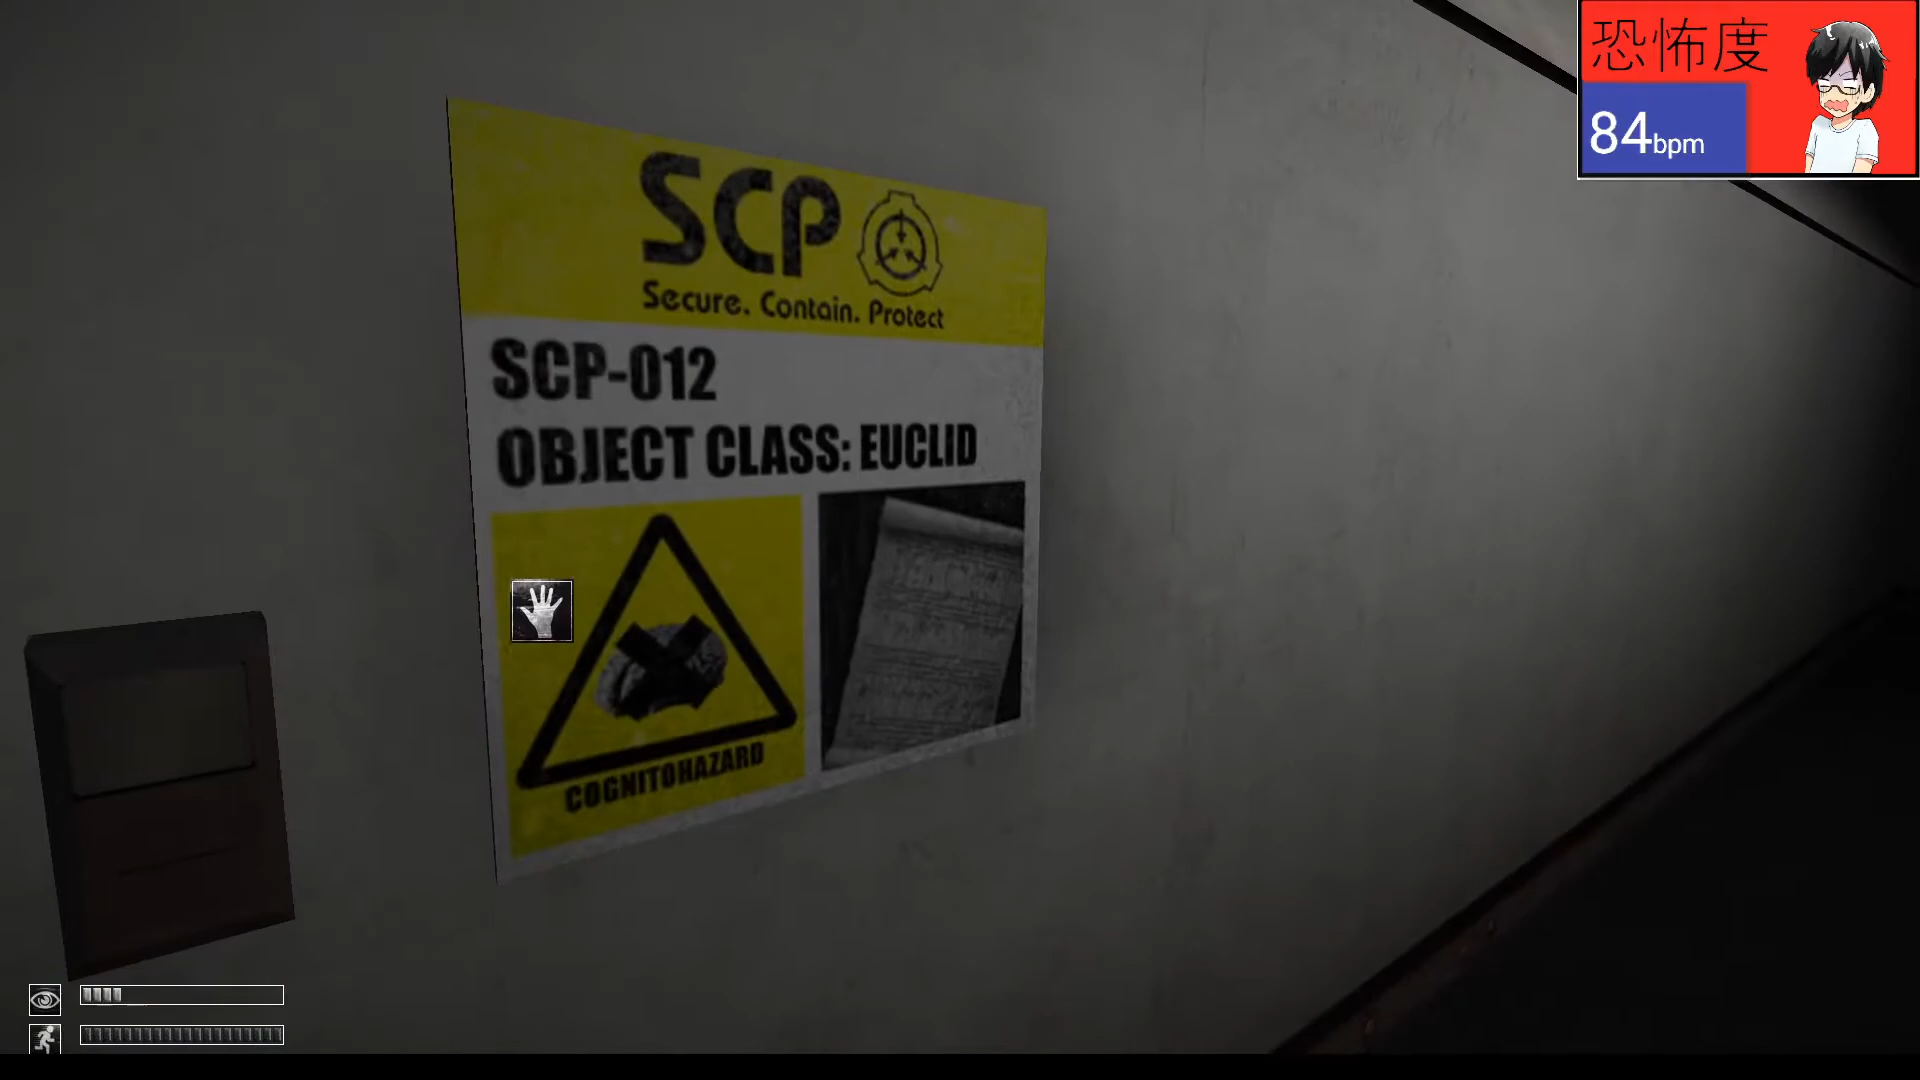 SCP
Secure. Contain. Protect
SCP-012
OBJECT CLASS: EUCLID
COGNITOHAZARD
恐怖度
84bpm